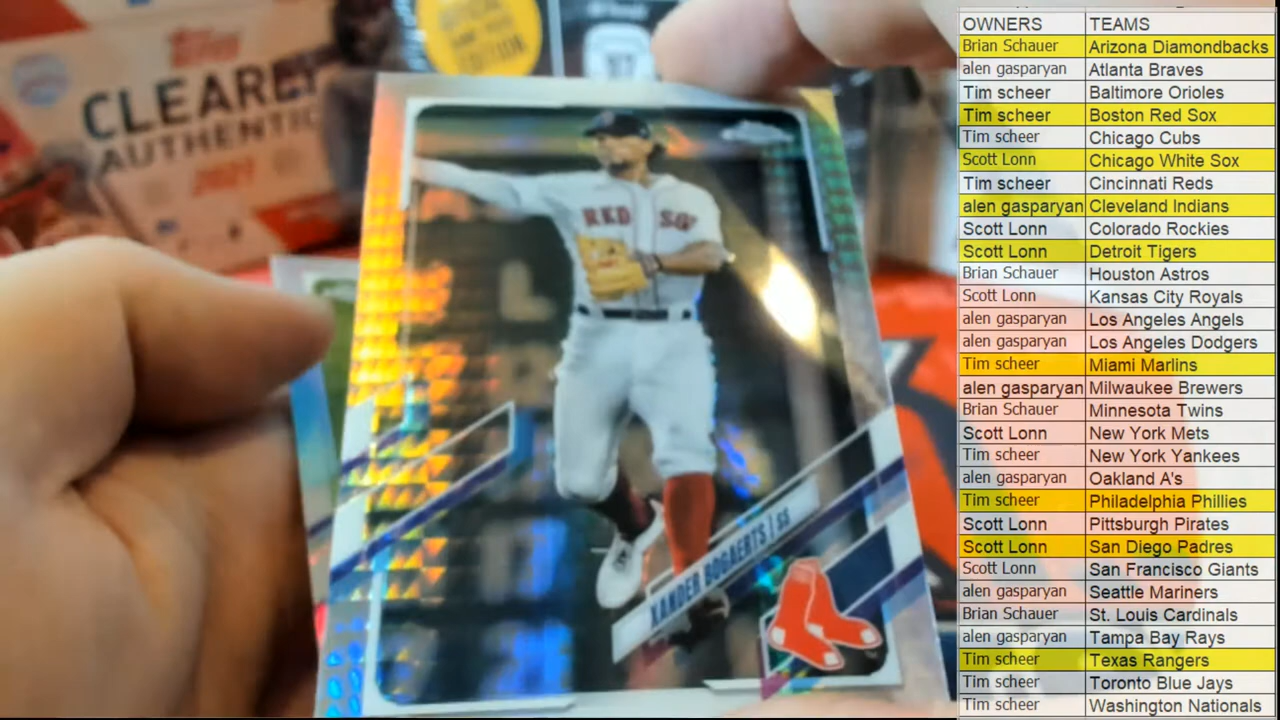 Topps
CLEARLY
AUTHENTIC
2021
EDITION
RED SOX
XANDER BOGAERTS | SS
OWNERS TEAMS
Brian Schauer Arizona Diamondbacks
alen gasparyan Atlanta Braves
Tim scheer Baltimore Orioles
Tim scheer Boston Red Sox
Tim scheer Chicago Cubs
Scott Lonn Chicago White Sox
Tim scheer Cincinnati Reds
alen gasparyan Cleveland Indians
Scott Lonn Colorado Rockies
Scott Lonn Detroit Tigers
Brian Schauer Houston Astros
Scott Lonn Kansas City Royals
alen gasparyan Los Angeles Angels
alen gasparyan Los Angeles Dodgers
Tim scheer Miami Marlins
alen gasparyan Milwaukee Brewers
Brian Schauer Minnesota Twins
Scott Lonn New York Mets
Tim scheer New York Yankees
alen gasparyan Oakland A's
Tim scheer Philadelphia Phillies
Scott Lonn Pittsburgh Pirates
Scott Lonn San Diego Padres
Scott Lonn San Francisco Giants
alen gasparyan Seattle Mariners
Brian Schauer St. Louis Cardinals
alen gasparyan Tampa Bay Rays
Tim scheer Texas Rangers
Tim scheer Toronto Blue Jays
Tim scheer Washington Nationals